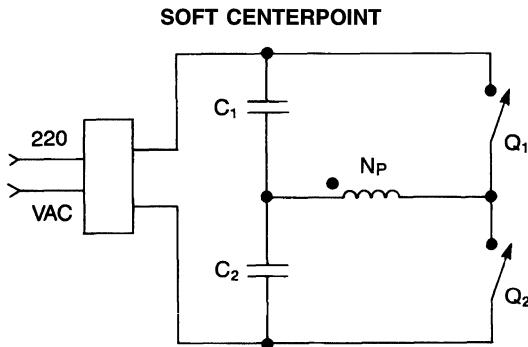 SOFT CENTERPOINT
C₁
220
Nₚ
Q₁
VAC
C₂
Q₂